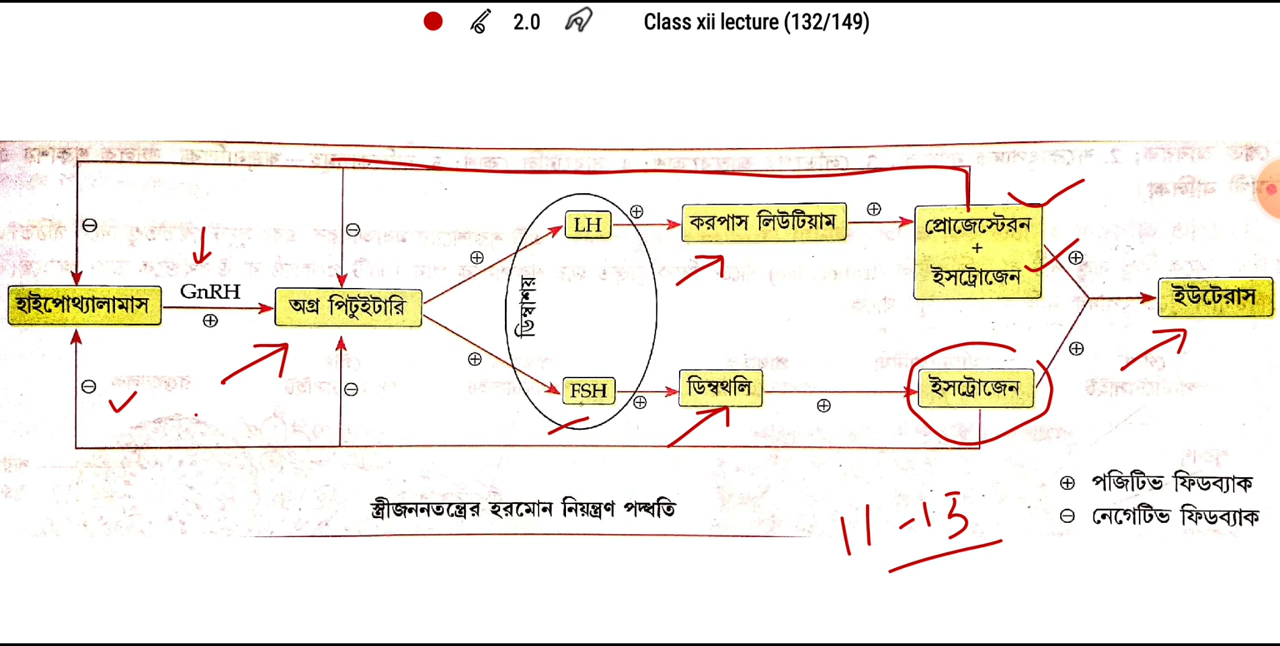 2.0 Class xii lecture (132/149)
LH
করপাস লিউটিয়াম
প্রোজেস্টেরন
+
ইসট্রোজেন
হাইপোথ্যালামাস
GnRH
অগ্র পিটুইটারি
ডিম্বাশয়
ইউটেরাস
FSH
ডিম্বথলি
ইসট্রোজেন
⊕ পজিটিভ ফিডব্যাক
⊖ নেগেটিভ ফিডব্যাক
স্ত্রীজননতন্ত্রের হরমোন নিয়ন্ত্রণ পদ্ধতি
11-13